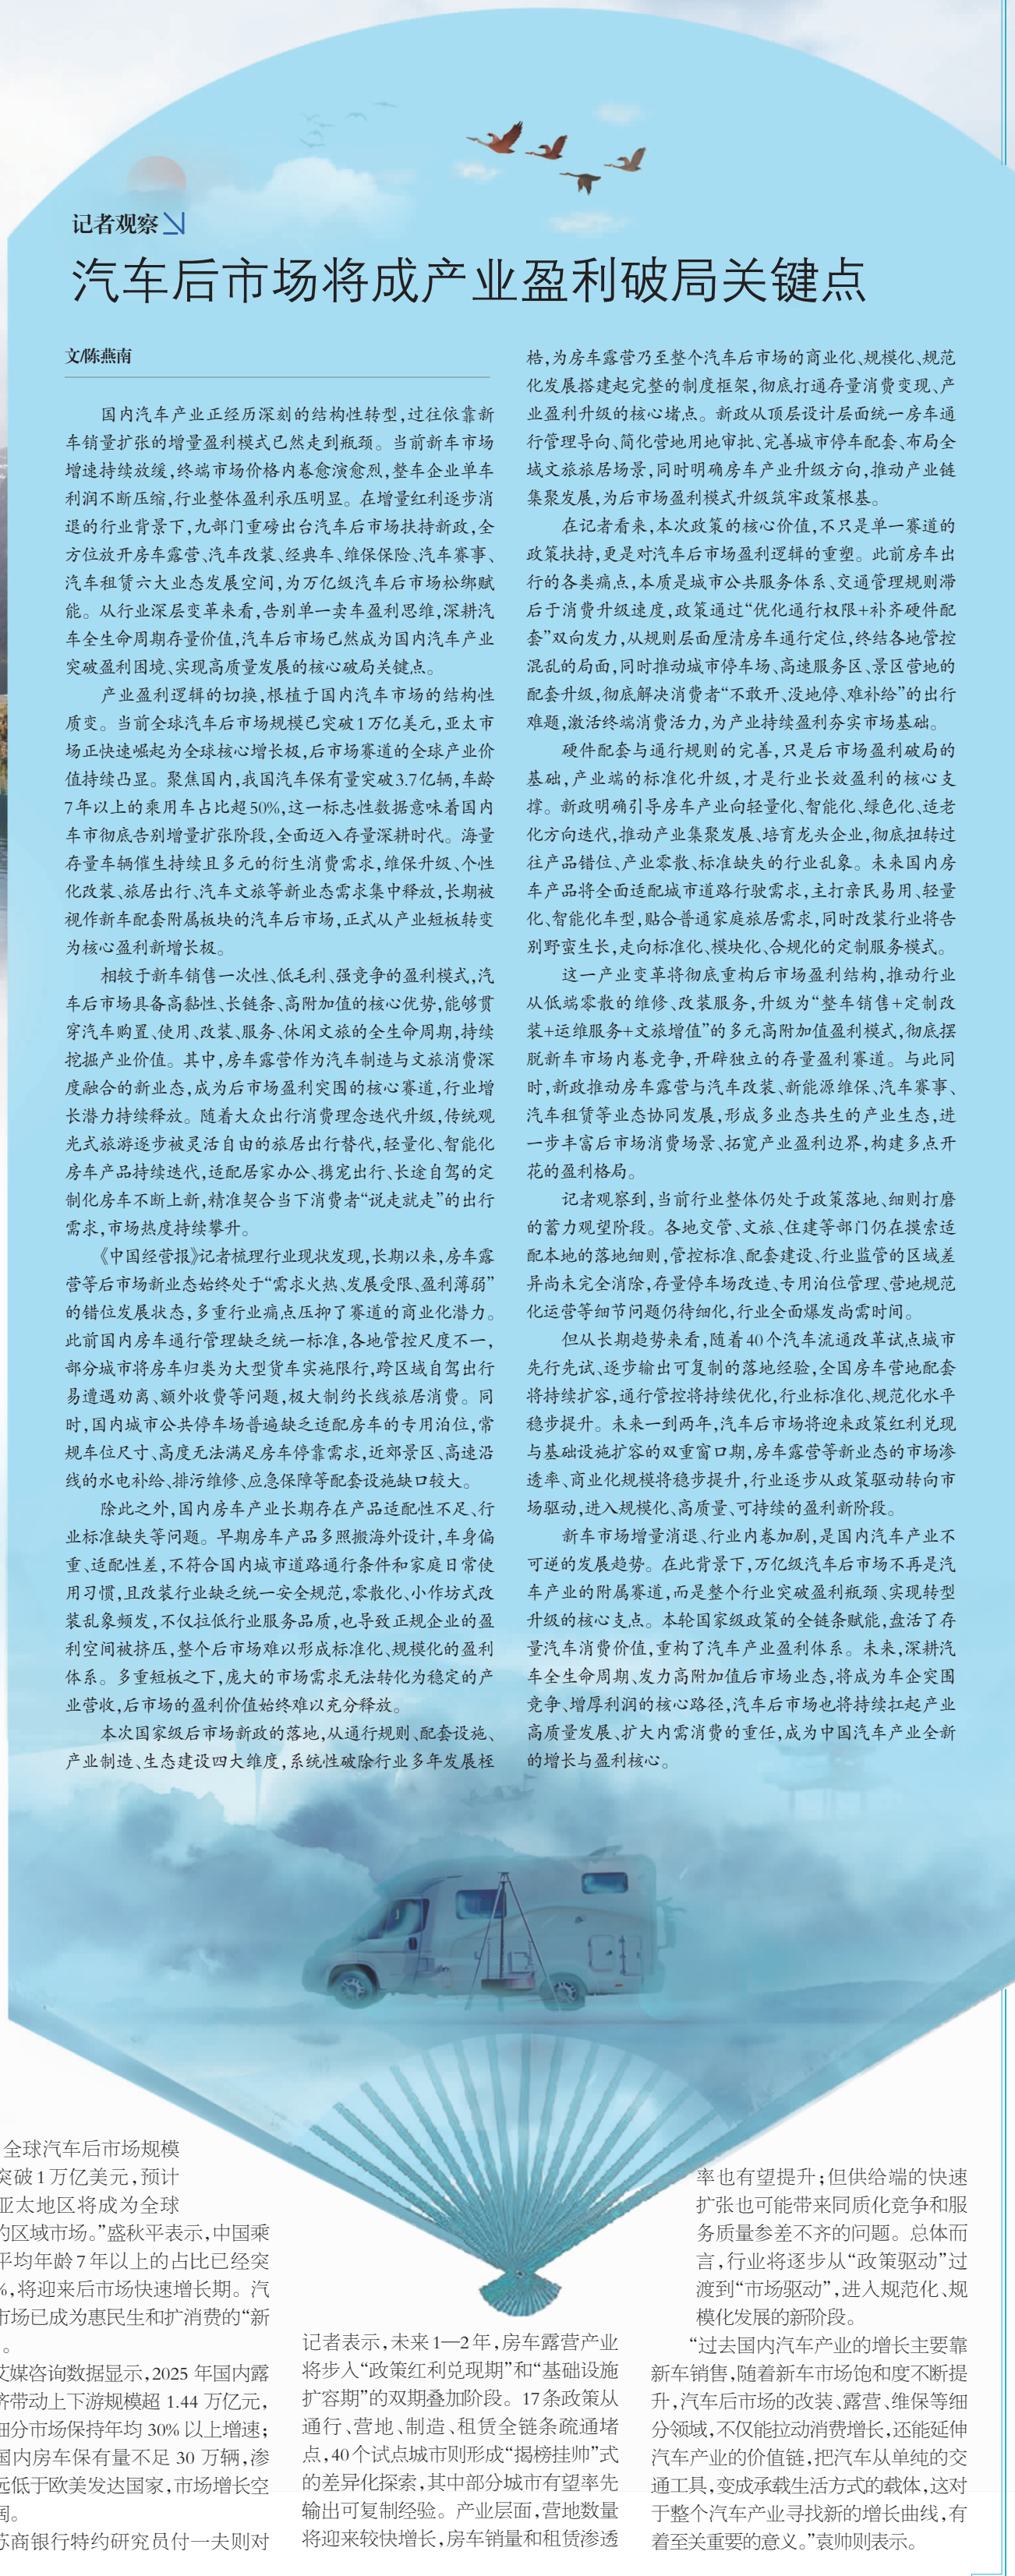 记者观察
汽车后市场将成产业盈利破局关键点
文/陈燕南
国内汽车产业正经历深刻的结构性转型,过往依靠新
车销量扩张的增量盈利模式已然走到瓶颈。当前新车市场
增速持续放缓,终端市场价格内卷愈演愈烈,整车企业单车
利润不断压缩,行业整体盈利承压明显。在增量红利逐步消
退的行业背景下,九部门重磅出台汽车后市场扶持新政,全
方位放开房车露营、汽车改装、经典车、维保保险、汽车赛事、
汽车租赁六大业态发展空间,为万亿级汽车后市场松绑赋
能。从行业深层变革来看,告别单一卖车盈利思维,深耕汽
车全生命周期存量价值,汽车后市场已然成为国内汽车产业
突破盈利困境、实现高质量发展的核心破局关键点。
产业盈利逻辑的切换,根植于国内汽车市场的结构性
质变。当前全球汽车后市场规模已突破1万亿美元,亚太市
场正快速崛起为全球核心增长极,后市场赛道的全球产业价
值持续凸显。聚焦国内,我国汽车保有量突破3.7亿辆,车龄
7年以上的乘用车占比超50%,这一标志性数据意味着国内
车市彻底告别增量扩张阶段,全面迈入存量深耕时代。海量
存量车辆催生持续且多元的衍生消费需求,维保升级、个性
化改装、旅居出行、汽车文旅等新业态需求集中释放,长期被
视作新车配套附属板块的汽车后市场,正式从产业短板转变
为核心盈利新增长极。
相较于新车销售一次性、低毛利、强竞争的盈利模式,汽
车后市场具备高黏性、长链条、高附加值的核心优势,能够贯
穿汽车购置、使用、改装、服务、休闲文旅的全生命周期,持续
挖掘产业价值。其中,房车露营作为汽车制造与文旅消费深
度融合的新业态,成为后市场盈利突围的核心赛道,行业增
长潜力持续释放。随着大众出行消费理念迭代升级,传统观
光式旅游逐步被灵活自由的旅居出行替代,轻量化、智能化
房车产品持续迭代,适配居家办公、携宠出行、长途自驾的定
制化房车不断上新,精准契合当下消费者“说走就走”的出行
需求,市场热度持续攀升。
《中国经营报》记者梳理行业现状发现,长期以来,房车露
营等后市场新业态始终处于“需求火热、发展受限、盈利薄弱”
的错位发展状态,多重行业痛点压抑了赛道的商业化潜力。
此前国内房车通行管理缺乏统一标准,各地管控尺度不一,
部分城市将房车归类为大型货车实施限行,跨区域自驾出行
易遭遇劝离、额外收费等问题,极大制约长线旅居消费。同
时,国内城市公共停车场普遍缺乏适配房车的专用泊位,常
规车位尺寸、高度无法满足房车停靠需求,近郊景区、高速沿
线的水电补给、排污维修、应急保障等配套设施缺口较大。
除此之外,国内房车产业长期存在产品适配性不足、行
业标准缺失等问题。早期房车产品多照搬海外设计,车身偏
重、适配性差,不符合国内城市道路通行条件和家庭日常使
用习惯,且改装行业缺乏统一安全规范,零散化、小作坊式改
装乱象频发,不仅拉低行业服务品质,也导致正规企业的盈
利空间被挤压,整个后市场难以形成标准化、规模化的盈利
体系。多重短板之下,庞大的市场需求无法转化为稳定的产
业营收,后市场的盈利价值始终难以充分释放。
本次国家级后市场新政的落地,从通行规则、配套设施、
产业制造、生态建设四大维度,系统性破除行业多年发展桎
梏,为房车露营乃至整个汽车后市场的商业化、规模化、规范
化发展搭建起完整的制度框架,彻底打通存量消费变现、产
业盈利升级的核心堵点。新政从顶层设计层面统一房车通
行管理导向、简化营地用地审批、完善城市停车配套、布局全
域文旅旅居场景,同时明确房车产业升级方向,推动产业链
集聚发展,为后市场盈利模式升级筑牢政策根基。
在记者看来,本次政策的核心价值,不只是单一赛道的
政策扶持,更是对汽车后市场盈利逻辑的重塑。此前房车出
行的各类痛点,本质是城市公共服务体系、交通管理规则滞
后于消费升级速度,政策通过“优化通行权限+补齐硬件配
套”双向发力,从规则层面厘清房车通行定位,终结各地管控
混乱的局面,同时推动城市停车场、高速服务区、景区营地的
配套升级,彻底解决消费者“不敢开、没地停、难补给”的出行
难题,激活终端消费活力,为产业持续盈利夯实市场基础。
硬件配套与通行规则的完善,只是后市场盈利破局的
基础,产业端的标准化升级,才是行业长效盈利的核心支
撑。新政明确引导房车产业向轻量化、智能化、绿色化、适老
化方向迭代,推动产业集聚发展、培育龙头企业,彻底扭转过
往产品错位、产业零散、标准缺失的行业乱象。未来国内房
车产品将全面适配城市道路行驶需求,主打亲民易用、轻量
化、智能化车型,贴合普通家庭旅居需求,同时改装行业将告
别野蛮生长,走向标准化、模块化、合规化的定制服务模式。
这一产业变革将彻底重构后市场盈利结构,推动行业
从低端零散的维修、改装服务,升级为“整车销售+定制改
装+运维服务+文旅增值”的多元高附加值盈利模式,彻底摆
脱新车市场内卷竞争,开辟独立的存量盈利赛道。与此同
时,新政推动房车露营与汽车改装、新能源维保、汽车赛事、
汽车租赁等业态协同发展,形成多业态共生的产业生态,进
一步丰富后市场消费场景、拓宽产业盈利边界,构建多点开
花的盈利格局。
记者观察到,当前行业整体仍处于政策落地、细则打磨
的蓄力观望阶段。各地交管、文旅、住建等部门仍在摸索适
配本地的落地细则,管控标准、配套建设、行业监管的区域差
异尚未完全消除,存量停车场改造、专用泊位管理、营地规范
化运营等细节问题仍待细化,行业全面爆发尚需时间。
但从长期趋势来看,随着40个汽车流通改革试点城市
先行先试、逐步输出可复制的落地经验,全国房车营地配套
将持续扩容,通行管控将持续优化,行业标准化、规范化水平
稳步提升。未来一到两年,汽车后市场将迎来政策红利兑现
与基础设施扩容的双重窗口期,房车露营等新业态的市场渗
透率、商业化规模将稳步提升,行业逐步从政策驱动转向市
场驱动,进入规模化、高质量、可持续的盈利新阶段。
新车市场增量消退、行业内卷加剧,是国内汽车产业不
可逆的发展趋势。在此背景下,万亿级汽车后市场不再是汽
车产业的附属赛道,而是整个行业突破盈利瓶颈、实现转型
升级的核心支点。本轮国家级政策的全链条赋能,盘活了存
量汽车消费价值,重构了汽车产业盈利体系。未来,深耕汽
车全生命周期、发力高附加值后市场业态,将成为车企突围
竞争、增厚利润的核心路径,汽车后市场也将持续扛起产业
高质量发展、扩大内需消费的重任,成为中国汽车产业全新
的增长与盈利核心。
全球汽车后市场规模
突破1万亿美元,预计
亚太地区将成为全球
的区域市场。”盛秋平表示,中国乘
平均年龄7年以上的占比已经突
%,将迎来后市场快速增长期。汽
市场已成为惠民生和扩消费的“新
。
艾媒咨询数据显示,2025年国内露
济带动上下游规模超1.44万亿元,
细分市场保持年均30%以上增速;
国内房车保有量不足30万辆,渗
远低于欧美发达国家,市场增长空
阔。
苏商银行特约研究员付一夫则对
记者表示,未来1—2年,房车露营产业
将步入“政策红利兑现期”和“基础设施
扩容期”的双期叠加阶段。17条政策从
通行、营地、制造、租赁全链条疏通堵
点,40个试点城市则形成“揭榜挂帅”式
的差异化探索,其中部分城市有望率先
输出可复制经验。产业层面,营地数量
将迎来较快增长,房车销量和租赁渗透
率也有望提升;但供给端的快速
扩张也可能带来同质化竞争和服
务质量参差不齐的问题。总体而
言,行业将逐步从“政策驱动”过
渡到“市场驱动”,进入规范化、规
模化发展的新阶段。
“过去国内汽车产业的增长主要靠
新车销售,随着新车市场饱和度不断提
升,汽车后市场的改装、露营、维保等细
分领域,不仅能拉动消费增长,还能延伸
汽车产业的价值链,把汽车从单纯的交
通工具,变成承载生活方式的载体,这对
于整个汽车产业寻找新的增长曲线,有
着至关重要的意义。”袁帅则表示。